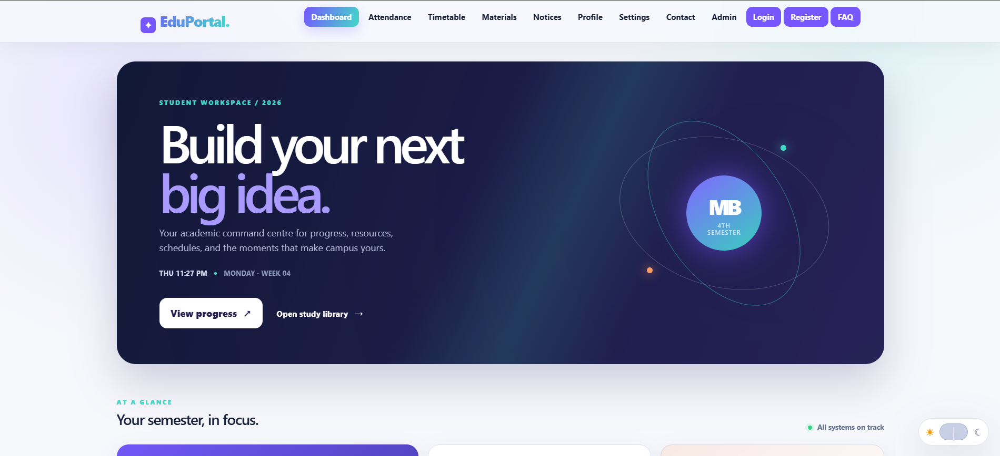 EduPortal.
Dashboard Attendance Timetable Materials Notices Profile Settings Contact Admin Login Register FAQ
STUDENT WORKSPACE / 2026
Build your next
big idea.
Your academic command centre for progress, resources,
schedules, and the moments that make campus yours.
THU 11:27 PM • MONDAY · WEEK 04
View progress ↗ Open study library →
MB
4TH
SEMESTER
AT A GLANCE
Your semester, in focus.
All systems on track